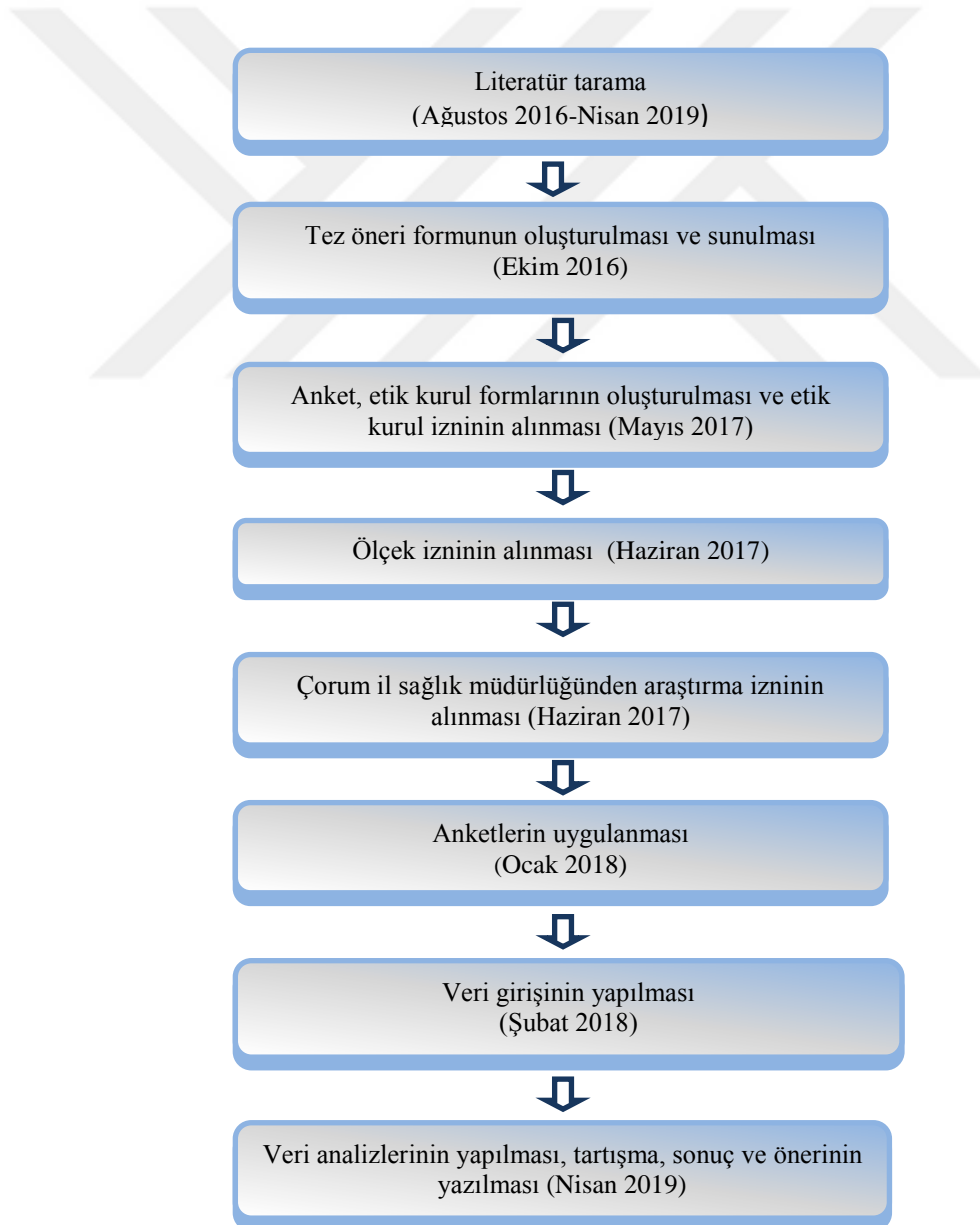 Literatür tarama
(Ağustos 2016-Nisan 2019)
Tez öneri formunun oluşturulması ve sunulması
(Ekim 2016)
Anket, etik kurul formlarının oluşturulması ve etik
kurul izninin alınması (Mayıs 2017)
Ölçek izninin alınması  (Haziran 2017)
Çorum il sağlık müdürlüğünden araştırma izninin
alınması (Haziran 2017)
Anketlerin uygulanması
(Ocak 2018)
Veri girişinin yapılması
(Şubat 2018)
Veri analizlerinin yapılması, tartışma, sonuç ve önerinin
yazılması (Nisan 2019)